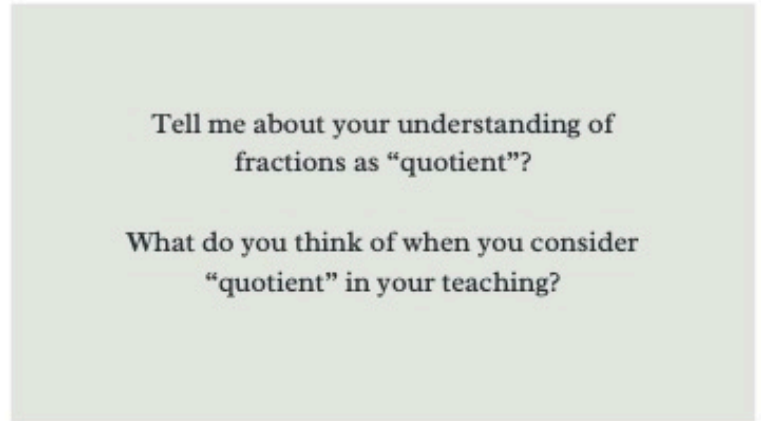 Tell me about your understanding of
fractions as “quotient”?
What do you think of when you consider
“quotient” in your teaching?